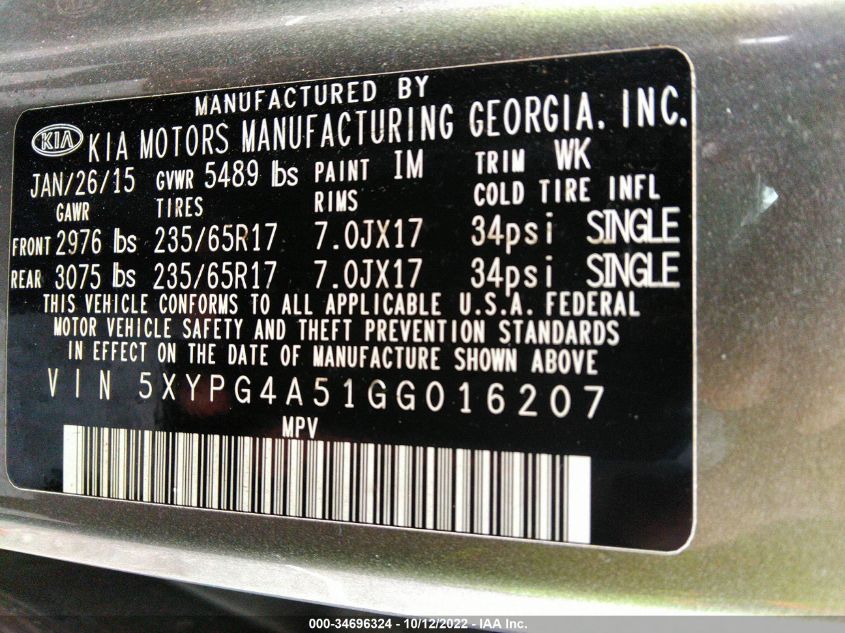 MANUFACTURED BY
KIA KIA MOTORS MANUFACTURING GEORGIA. INC.
JAN/26/15 GVWR 5489 lbs PAINT IM TRIM WK
GAWR TIRES RIMS COLD TIRE INFL
FRONT 2976 lbs 235/65R17 7.0JX17 34psi SINGLE
REAR 3075 lbs 235/65R17 7.0JX17 34psi SINGLE
THIS VEHICLE CONFORMS TO ALL APPLICABLE U.S.A. FEDERAL
MOTOR VEHICLE SAFETY AND THEFT PREVENTION STANDARDS
IN EFFECT ON THE DATE OF MANUFACTURE SHOWN ABOVE
VIN 5XYPG4A51GG016207
MPV
000-34696324 - 10/12/2022 - IAA Inc.